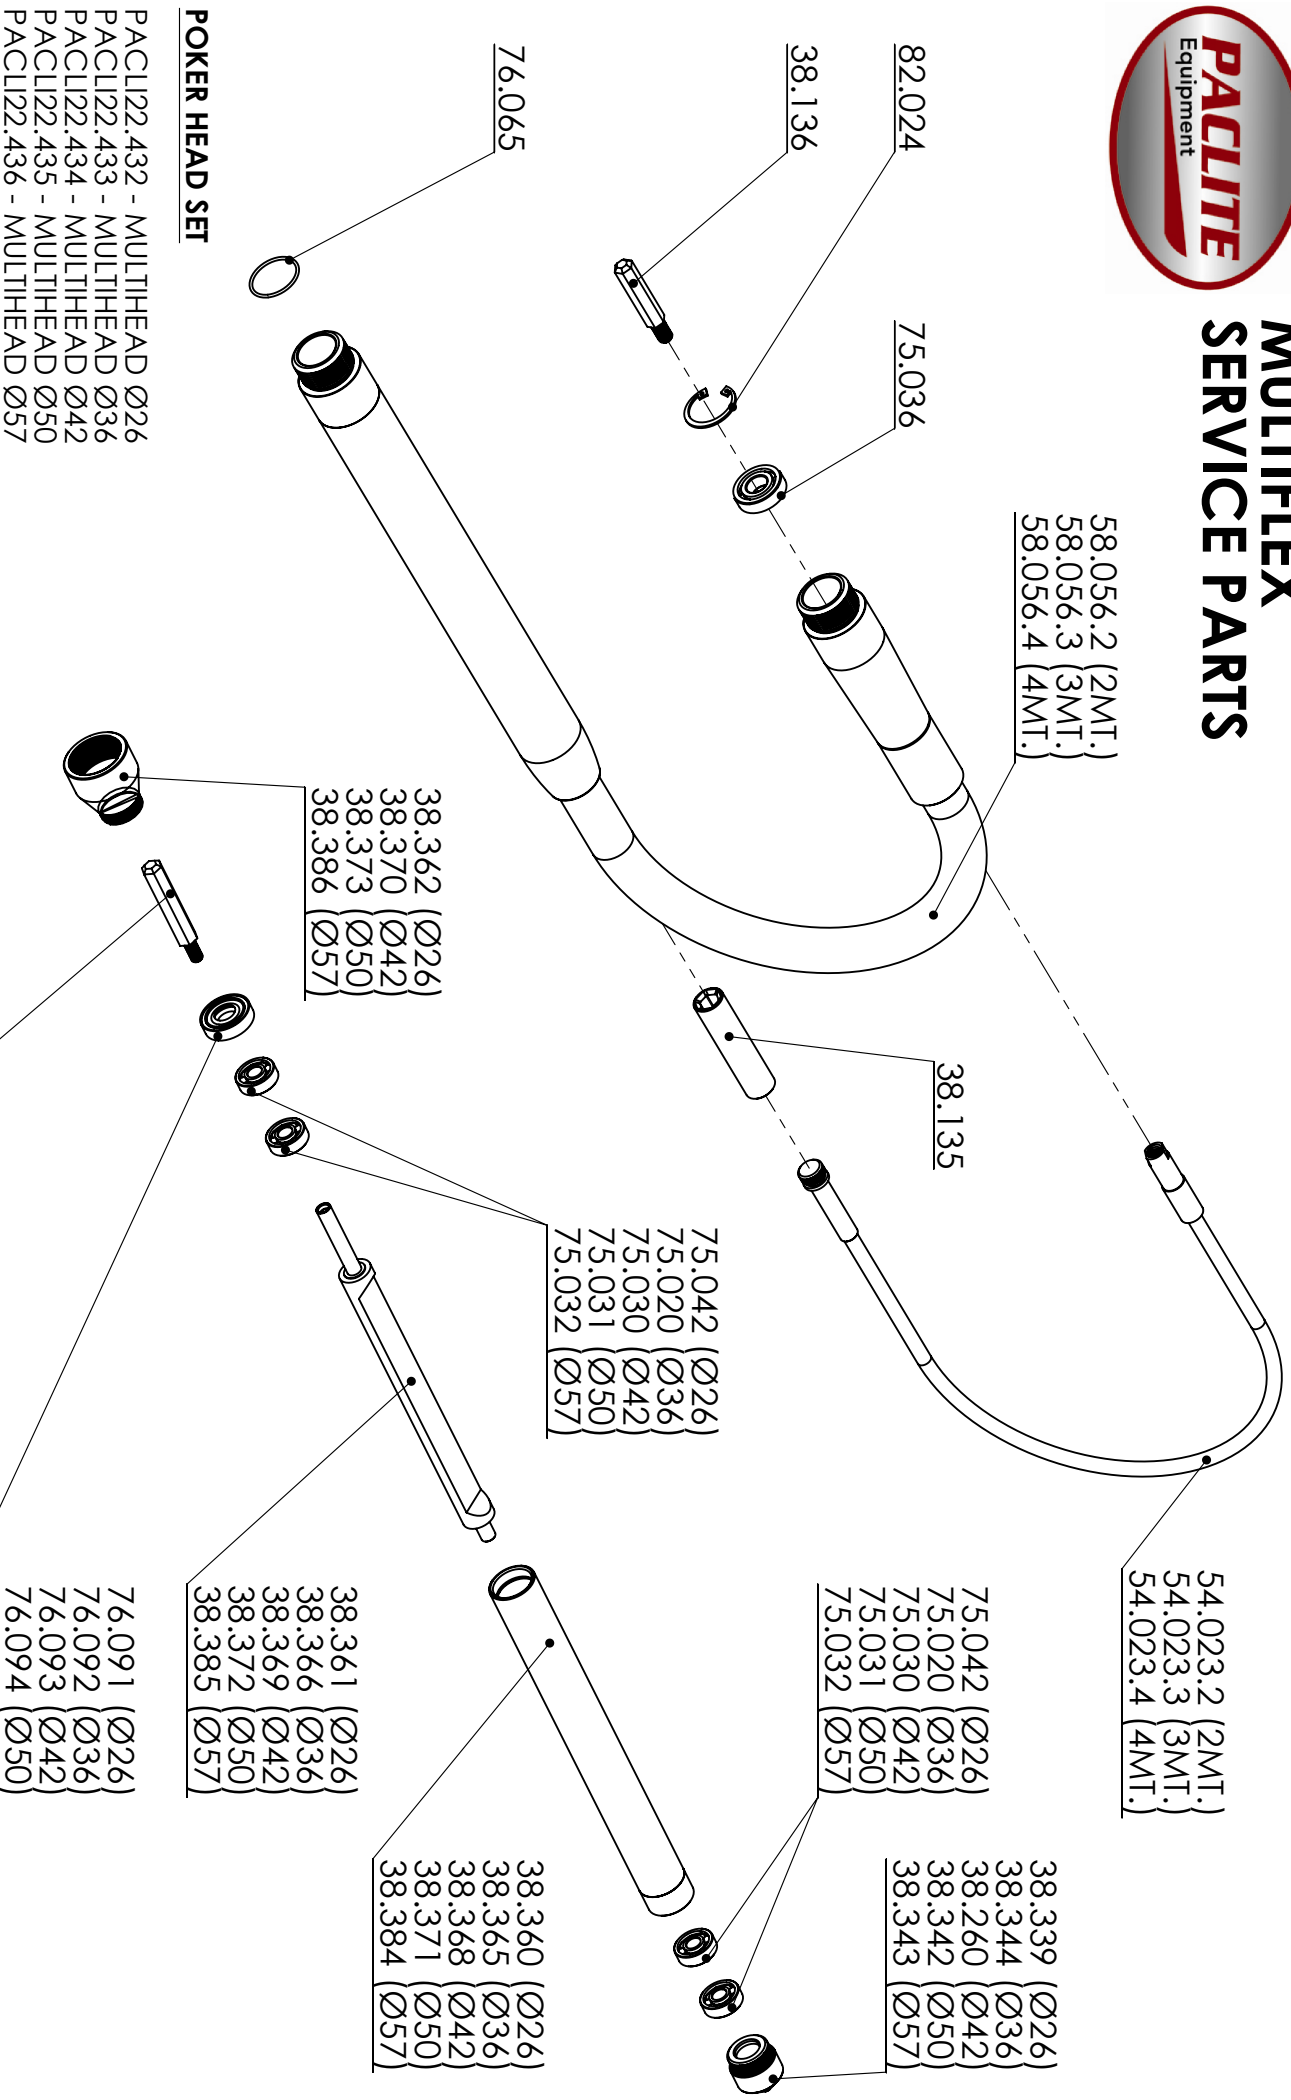 PACLITE
Equipment
MULTIFLEX
SERVICE PARTS
82.024
38.136
76.065
75.036
58.056.2 (2MT.)
58.056.3 (3MT.)
58.056.4 (4MT.)
38.135
54.023.2 (2MT.)
54.023.3 (3MT.)
54.023.4 (4MT.)
38.362 (Ø26)
38.370 (Ø42)
38.373 (Ø50)
38.386 (Ø57)
75.042 (Ø26)
75.020 (Ø36)
75.030 (Ø42)
75.031 (Ø50)
75.032 (Ø57)
75.042 (Ø26)
75.020 (Ø36)
75.030 (Ø42)
75.031 (Ø50)
75.032 (Ø57)
38.339 (Ø26)
38.344 (Ø36)
38.260 (Ø42)
38.342 (Ø50)
38.343 (Ø57)
38.360 (Ø26)
38.365 (Ø36)
38.368 (Ø42)
38.371 (Ø50)
38.384 (Ø57)
38.361 (Ø26)
38.366 (Ø36)
38.369 (Ø42)
38.372 (Ø50)
38.385 (Ø57)
76.091 (Ø26)
76.092 (Ø36)
76.093 (Ø42)
76.094 (Ø50)
POKER HEAD SET
PACLI22.432 - MULTIHEAD Ø26
PACLI22.433 - MULTIHEAD Ø36
PACLI22.434 - MULTIHEAD Ø42
PACLI22.435 - MULTIHEAD Ø50
PACLI22.436 - MULTIHEAD Ø57